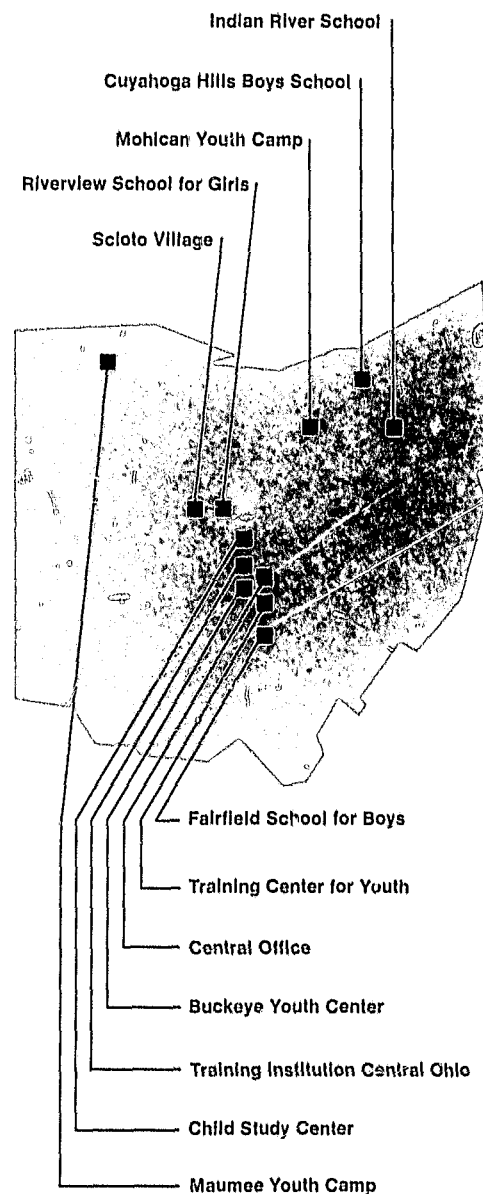 Indian River School
Cuyahoga Hills Boys School
Mohican Youth Camp
Riverview School for Girls
Scioto Village
Fairfield School for Boys
Training Center for Youth
Central Office
Buckeye Youth Center
Training Institution Central Ohio
Child Study Center
Maumee Youth Camp